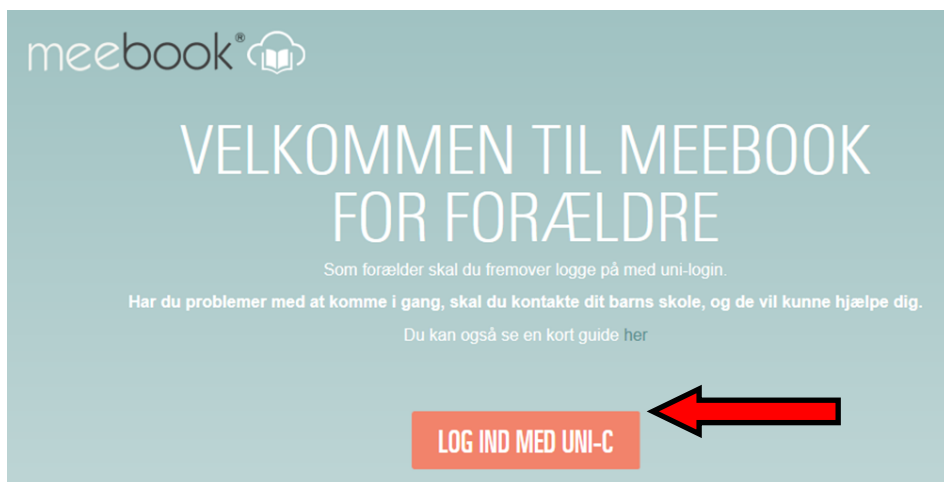 meebook®
VELKOMMEN TIL MEEBOOK
FOR FORÆLDRE
Som forælder skal du fremover logge på med uni-login.
Har du problemer med at komme i gang, skal du kontakte dit barns skole, og de vil kunne hjælpe dig.
Du kan også se en kort guide her
LOG IND MED UNI-C